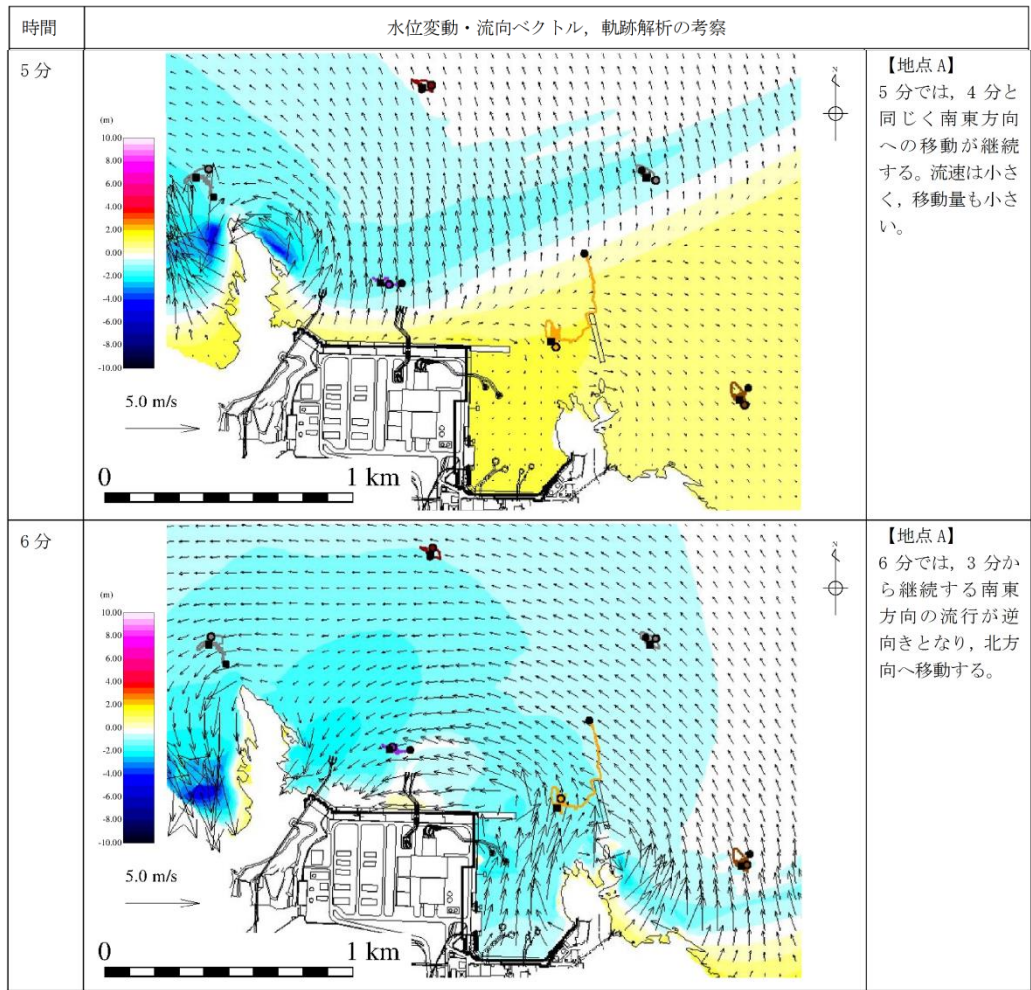 時間
水位変動・流向ベクトル，軌跡解析の考察
5 分
(m)
10.00
8.00
6.00
4.00
2.00
0.00
-2.00
-4.00
-6.00
-8.00
-10.00
5.0 m/s
0
1 km
N
【地点 A】
5 分では，4 分と
同じく南東方向
への移動が継続
する。流速は小さ
く，移動量も小さ
い。
6 分
(m)
10.00
8.00
6.00
4.00
2.00
0.00
-2.00
-4.00
-6.00
-8.00
-10.00
5.0 m/s
0
1 km
N
【地点 A】
6 分では，3 分か
ら継続する南東
方向の流行が逆
向きとなり，北方
向へ移動する。